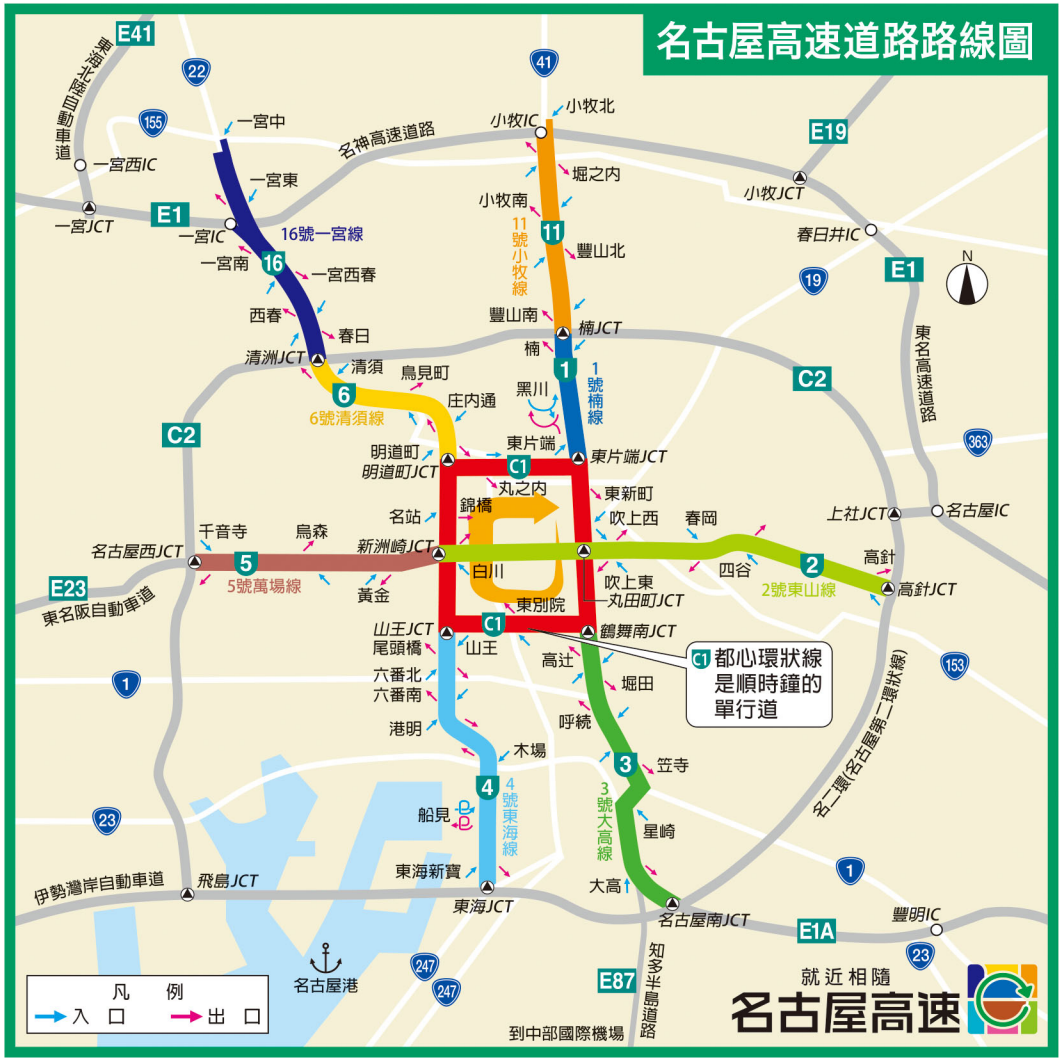 名古屋高速道路路線圖
E41
22
41
155
東海北陸自動車道
一宮中
小牧IC
小牧北
E19
名神高速道路
一宮西IC
一宮東
堀之內
小牧JCT
小牧南
E1
一宮JCT
一宮IC
16號一宮線
11號小牧線
11
春日井IC
一宮南
16
一宮西春
豐山北
E1
19
N
西春
春日
豐山南
楠JCT
清洲JCT
清須
楠
1
1號楠線
東名高速道路
鳥見町
黑川
C2
6
6號清須線
庄內通
C2
363
明道町
明道町JCT
東片端
C1
東片端JCT
丸之內
東新町
錦橋
名站
吹上西
春岡
上社JCT
名古屋IC
千音寺
烏森
名古屋西JCT
新洲崎JCT
高針
5
5號萬場線
白川
2
四谷
2號東山線
E23
東名阪自動車道
黃金
吹上東
丸田町JCT
高針JCT
東別院
山王JCT
C1
鶴舞南JCT
尾頭橋
山王
高辻
C1 都心環狀線
是順時鐘的
單行道
153
1
六番北
堀田
六番南
呼続
港明
木場
3
笠寺
名二環(名古屋第二環狀線)
4
4號東海線
3號大高線
23
船見
星崎
東海新寶
大高
1
伊勢灣岸自動車道
飛島JCT
東海JCT
名古屋南JCT
豐明IC
E1A
23
名古屋港
247
247
E87
知多半島道路
凡 例
入 口
出 口
到中部國際機場
就近相隨
名古屋高速